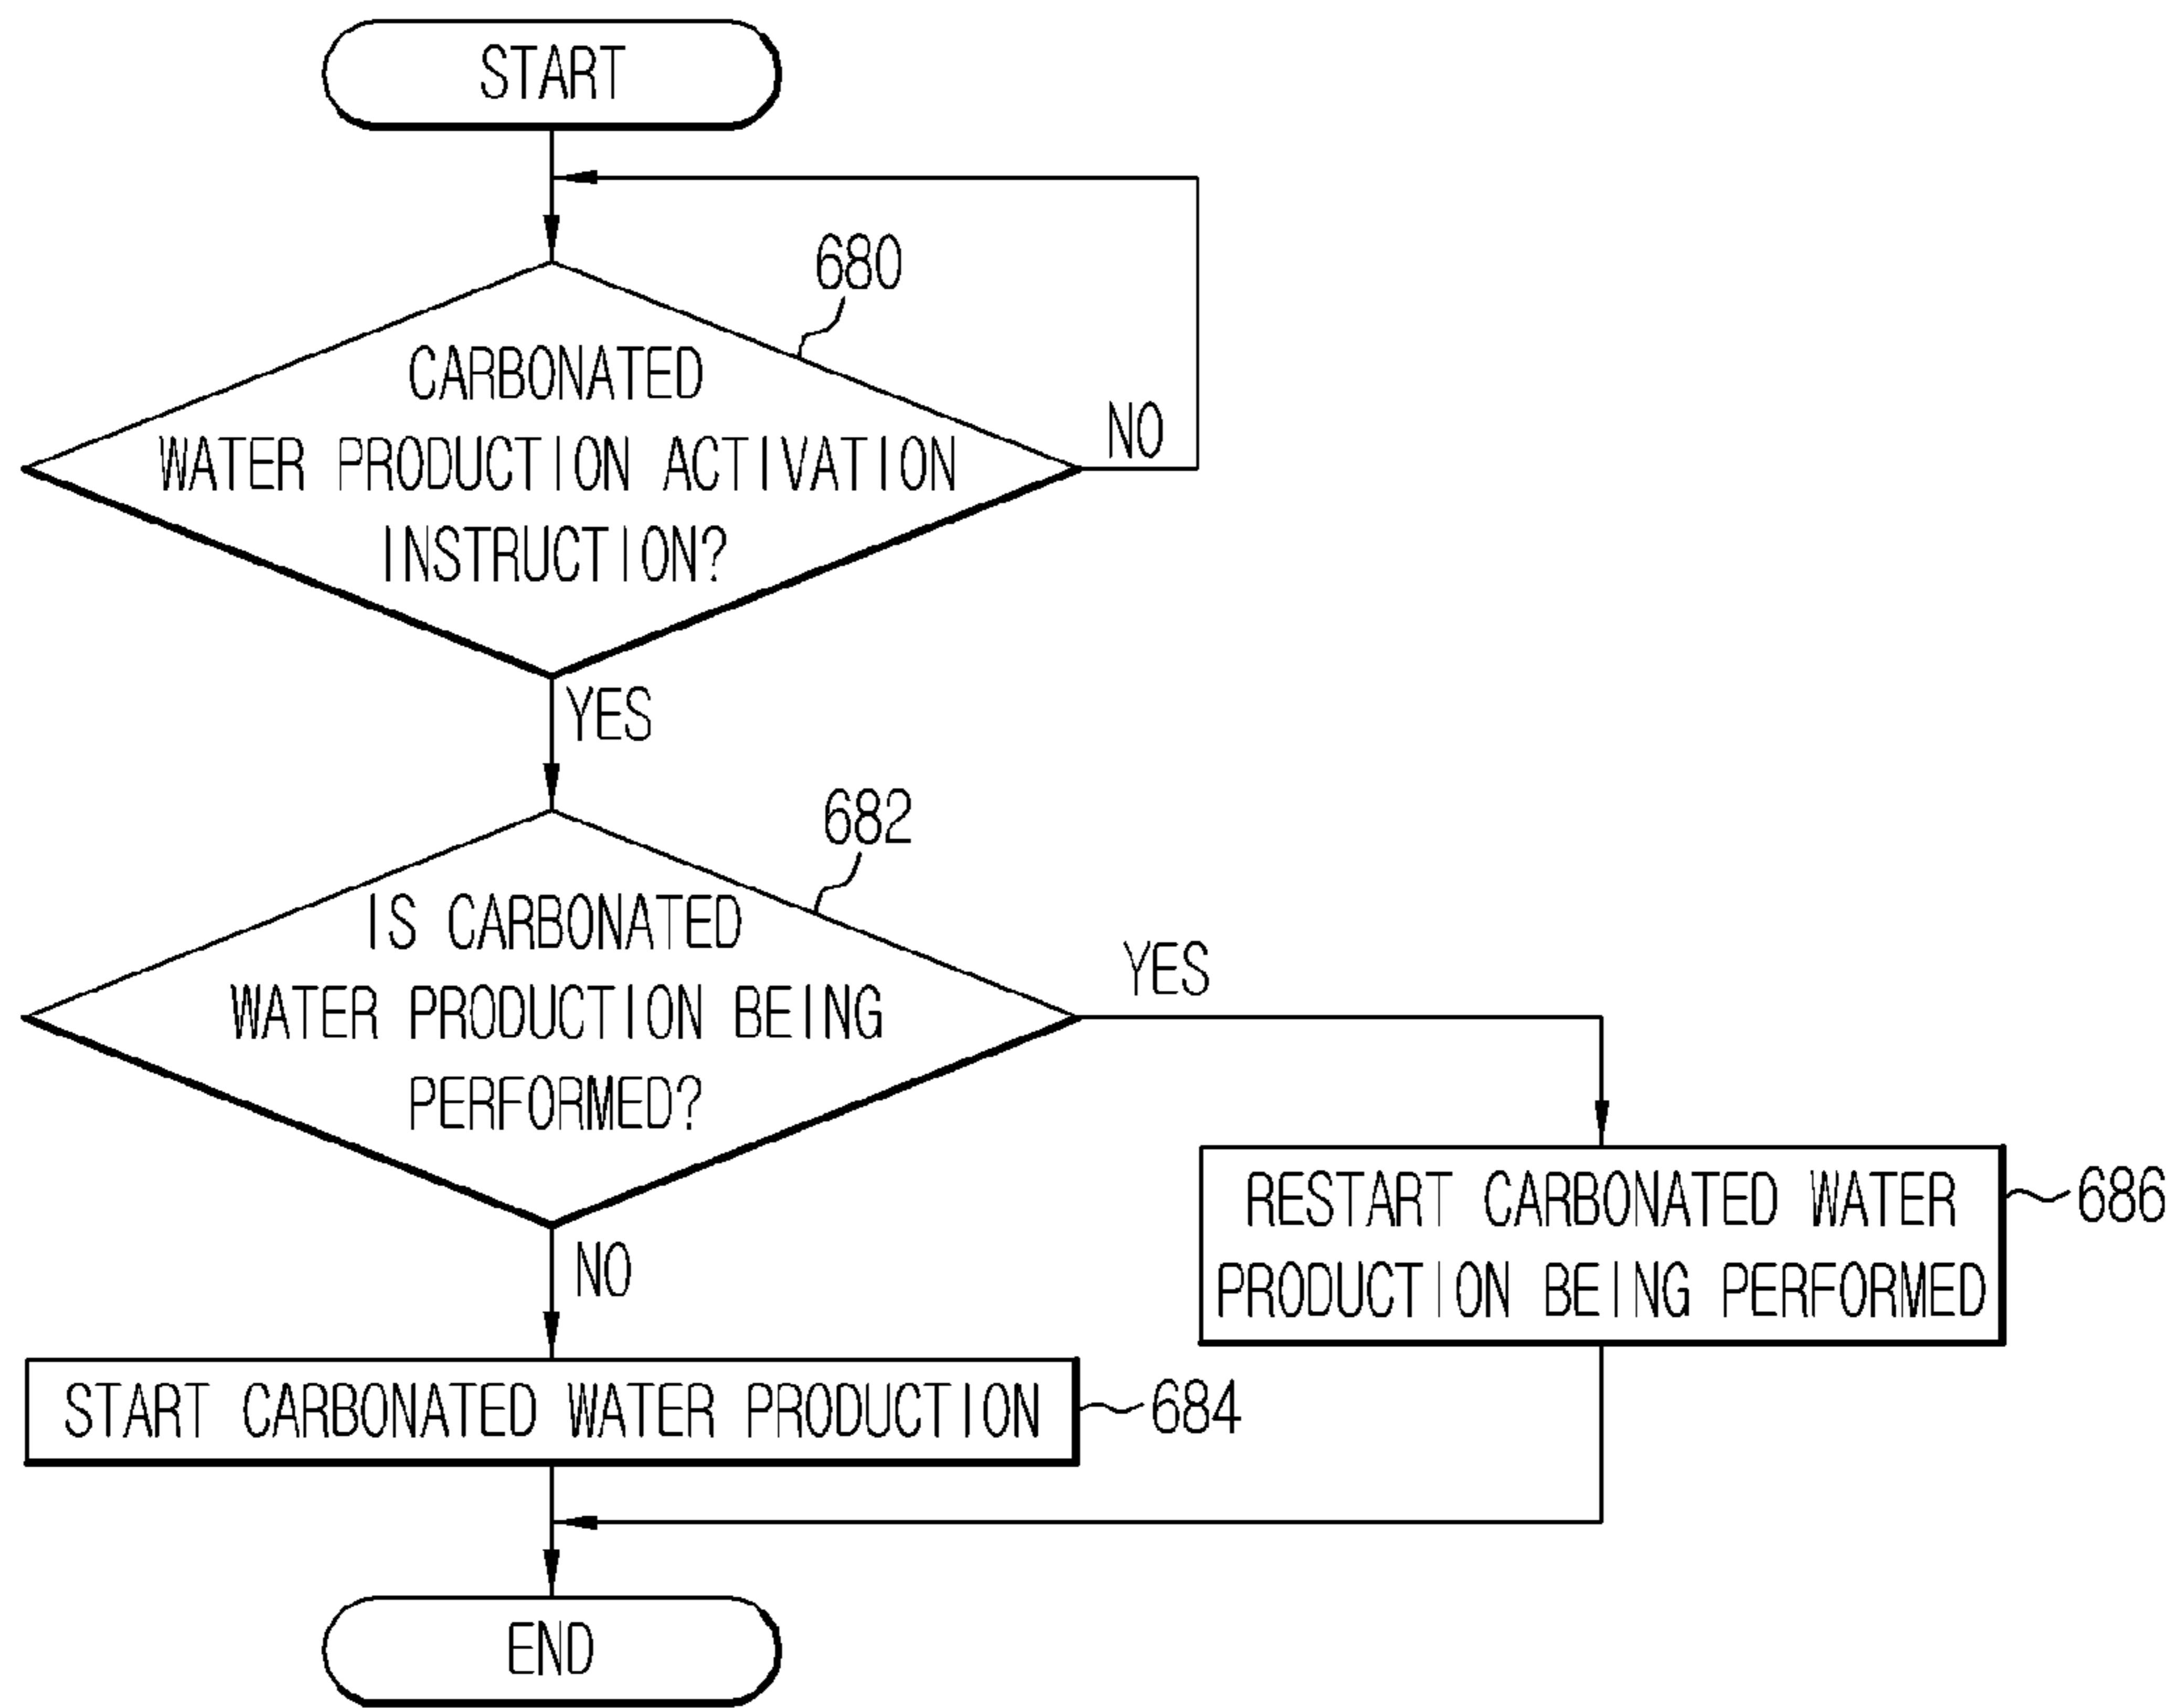 START
680
CARBONATED
WATER PRODUCTION ACTIVATION
INSTRUCTION?
NO
YES
682
IS CARBONATED
WATER PRODUCTION BEING
PERFORMED?
YES
NO
RESTART CARBONATED WATER
PRODUCTION BEING PERFORMED
686
START CARBONATED WATER PRODUCTION
684
END